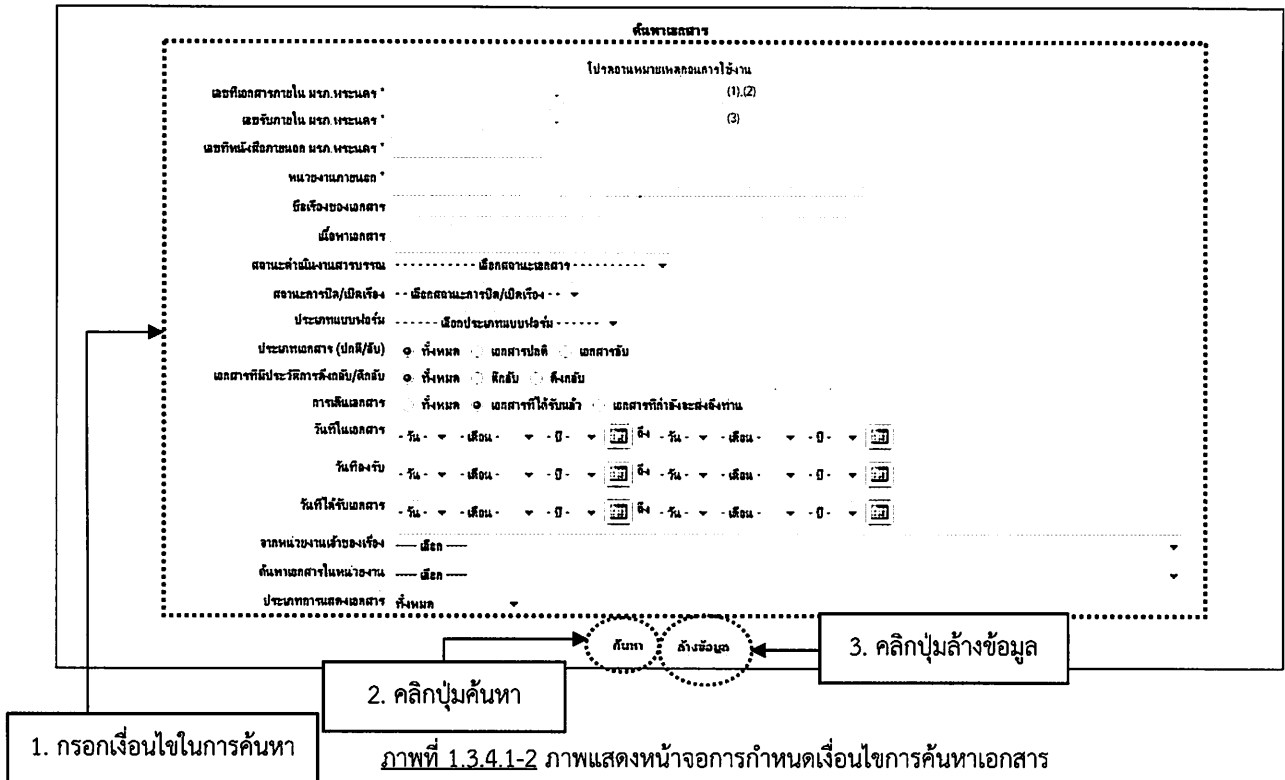 ค้นหาเอกสาร
โปรดอ่านหมายเหตุก่อนการใช้งาน
เลขที่เอกสารภายใน มรภ.พระนคร * - (1),(2)
เลขรับภายใน มรภ.พระนคร * - (3)
เลขที่หนังสือภายนอก มรภ.พระนคร *
หน่วยงานภายนอก *
ชื่อเรื่องของเอกสาร
เนื้อหาเอกสาร
สถานะดำเนินงานสารบรรณ - - - - - - - - - - - เลือกสถานะเอกสาร - - - - - - - - - -
สถานะการปิด/เปิดเรื่อง - - เลือกสถานะการปิด/เปิดเรื่อง - -
ประเภทแบบฟอร์ม - - - - - - เลือกประเภทแบบฟอร์ม - - - - - -
ประเภทเอกสาร (ปกติ/ลับ) ทั้งหมด เอกสารปกติ เอกสารลับ
เอกสารที่มีประวัติการดึงกลับ/ตีกลับ ทั้งหมด ตีกลับ ดึงกลับ
การเดินเอกสาร ทั้งหมด เอกสารที่ได้รับแล้ว เอกสารที่กำลังจะส่งถึงท่าน
วันที่ในเอกสาร - วัน - - เดือน - - ปี - ถึง - วัน - - เดือน - - ปี -
วันที่ลงรับ - วัน - - เดือน - - ปี - ถึง - วัน - - เดือน - - ปี -
วันที่ได้รับเอกสาร - วัน - - เดือน - - ปี - ถึง - วัน - - เดือน - - ปี -
จากหน่วยงานเจ้าของเรื่อง ---- เลือก ----
ค้นหาเอกสารในหน่วยงาน ---- เลือก ----
ประเภทการแสดงเอกสาร ทั้งหมด
ค้นหา ล้างข้อมูล
3. คลิกปุ่มล้างข้อมูล
2. คลิกปุ่มค้นหา
1. กรอกเงื่อนไขในการค้นหา
ภาพที่ 1.3.4.1-2 ภาพแสดงหน้าจอการกำหนดเงื่อนไขการค้นหาเอกสาร